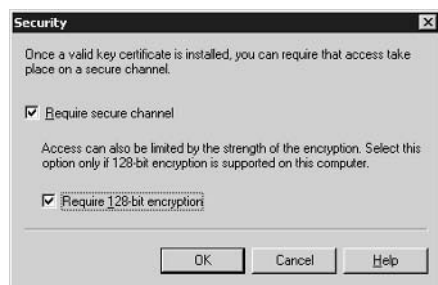 Security
Once a valid key certificate is installed, you can require that access take
place on a secure channel.
Require secure channel
Access can also be limited by the strength of the encryption. Select this
option only if 128-bit encryption is supported on this computer.
Require 128-bit encryption
OK Cancel Help